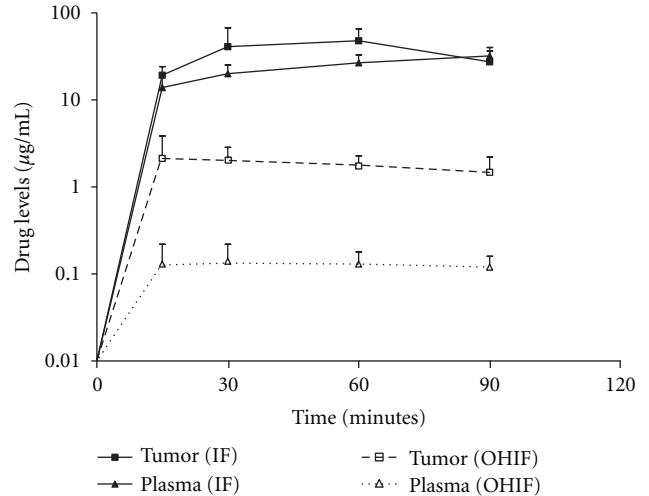 100
10
1
0.1
0.01
Drug levels (µg/mL)
0 30 60 90 120
Time (minutes)
Tumor (IF) Tumor (OHIF)
Plasma (IF) Plasma (OHIF)